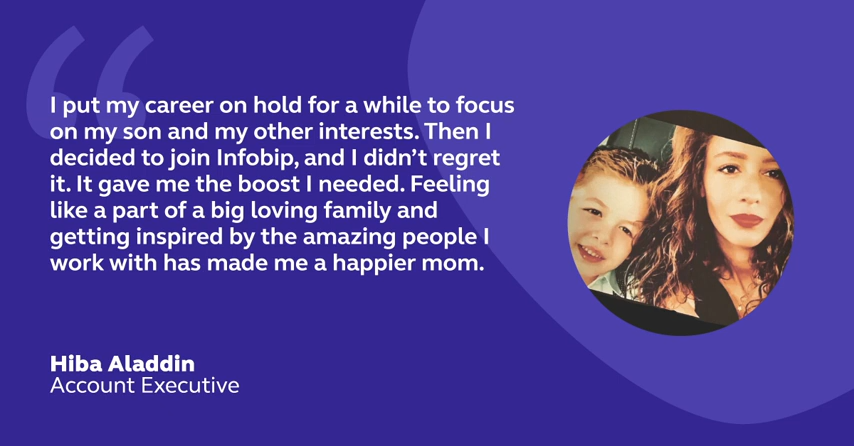 I put my career on hold for a while to focus
on my son and my other interests. Then I
decided to join Infobip, and I didn’t regret
it. It gave me the boost I needed. Feeling
like a part of a big loving family and
getting inspired by the amazing people I
work with has made me a happier mom.
Hiba Aladdin
Account Executive